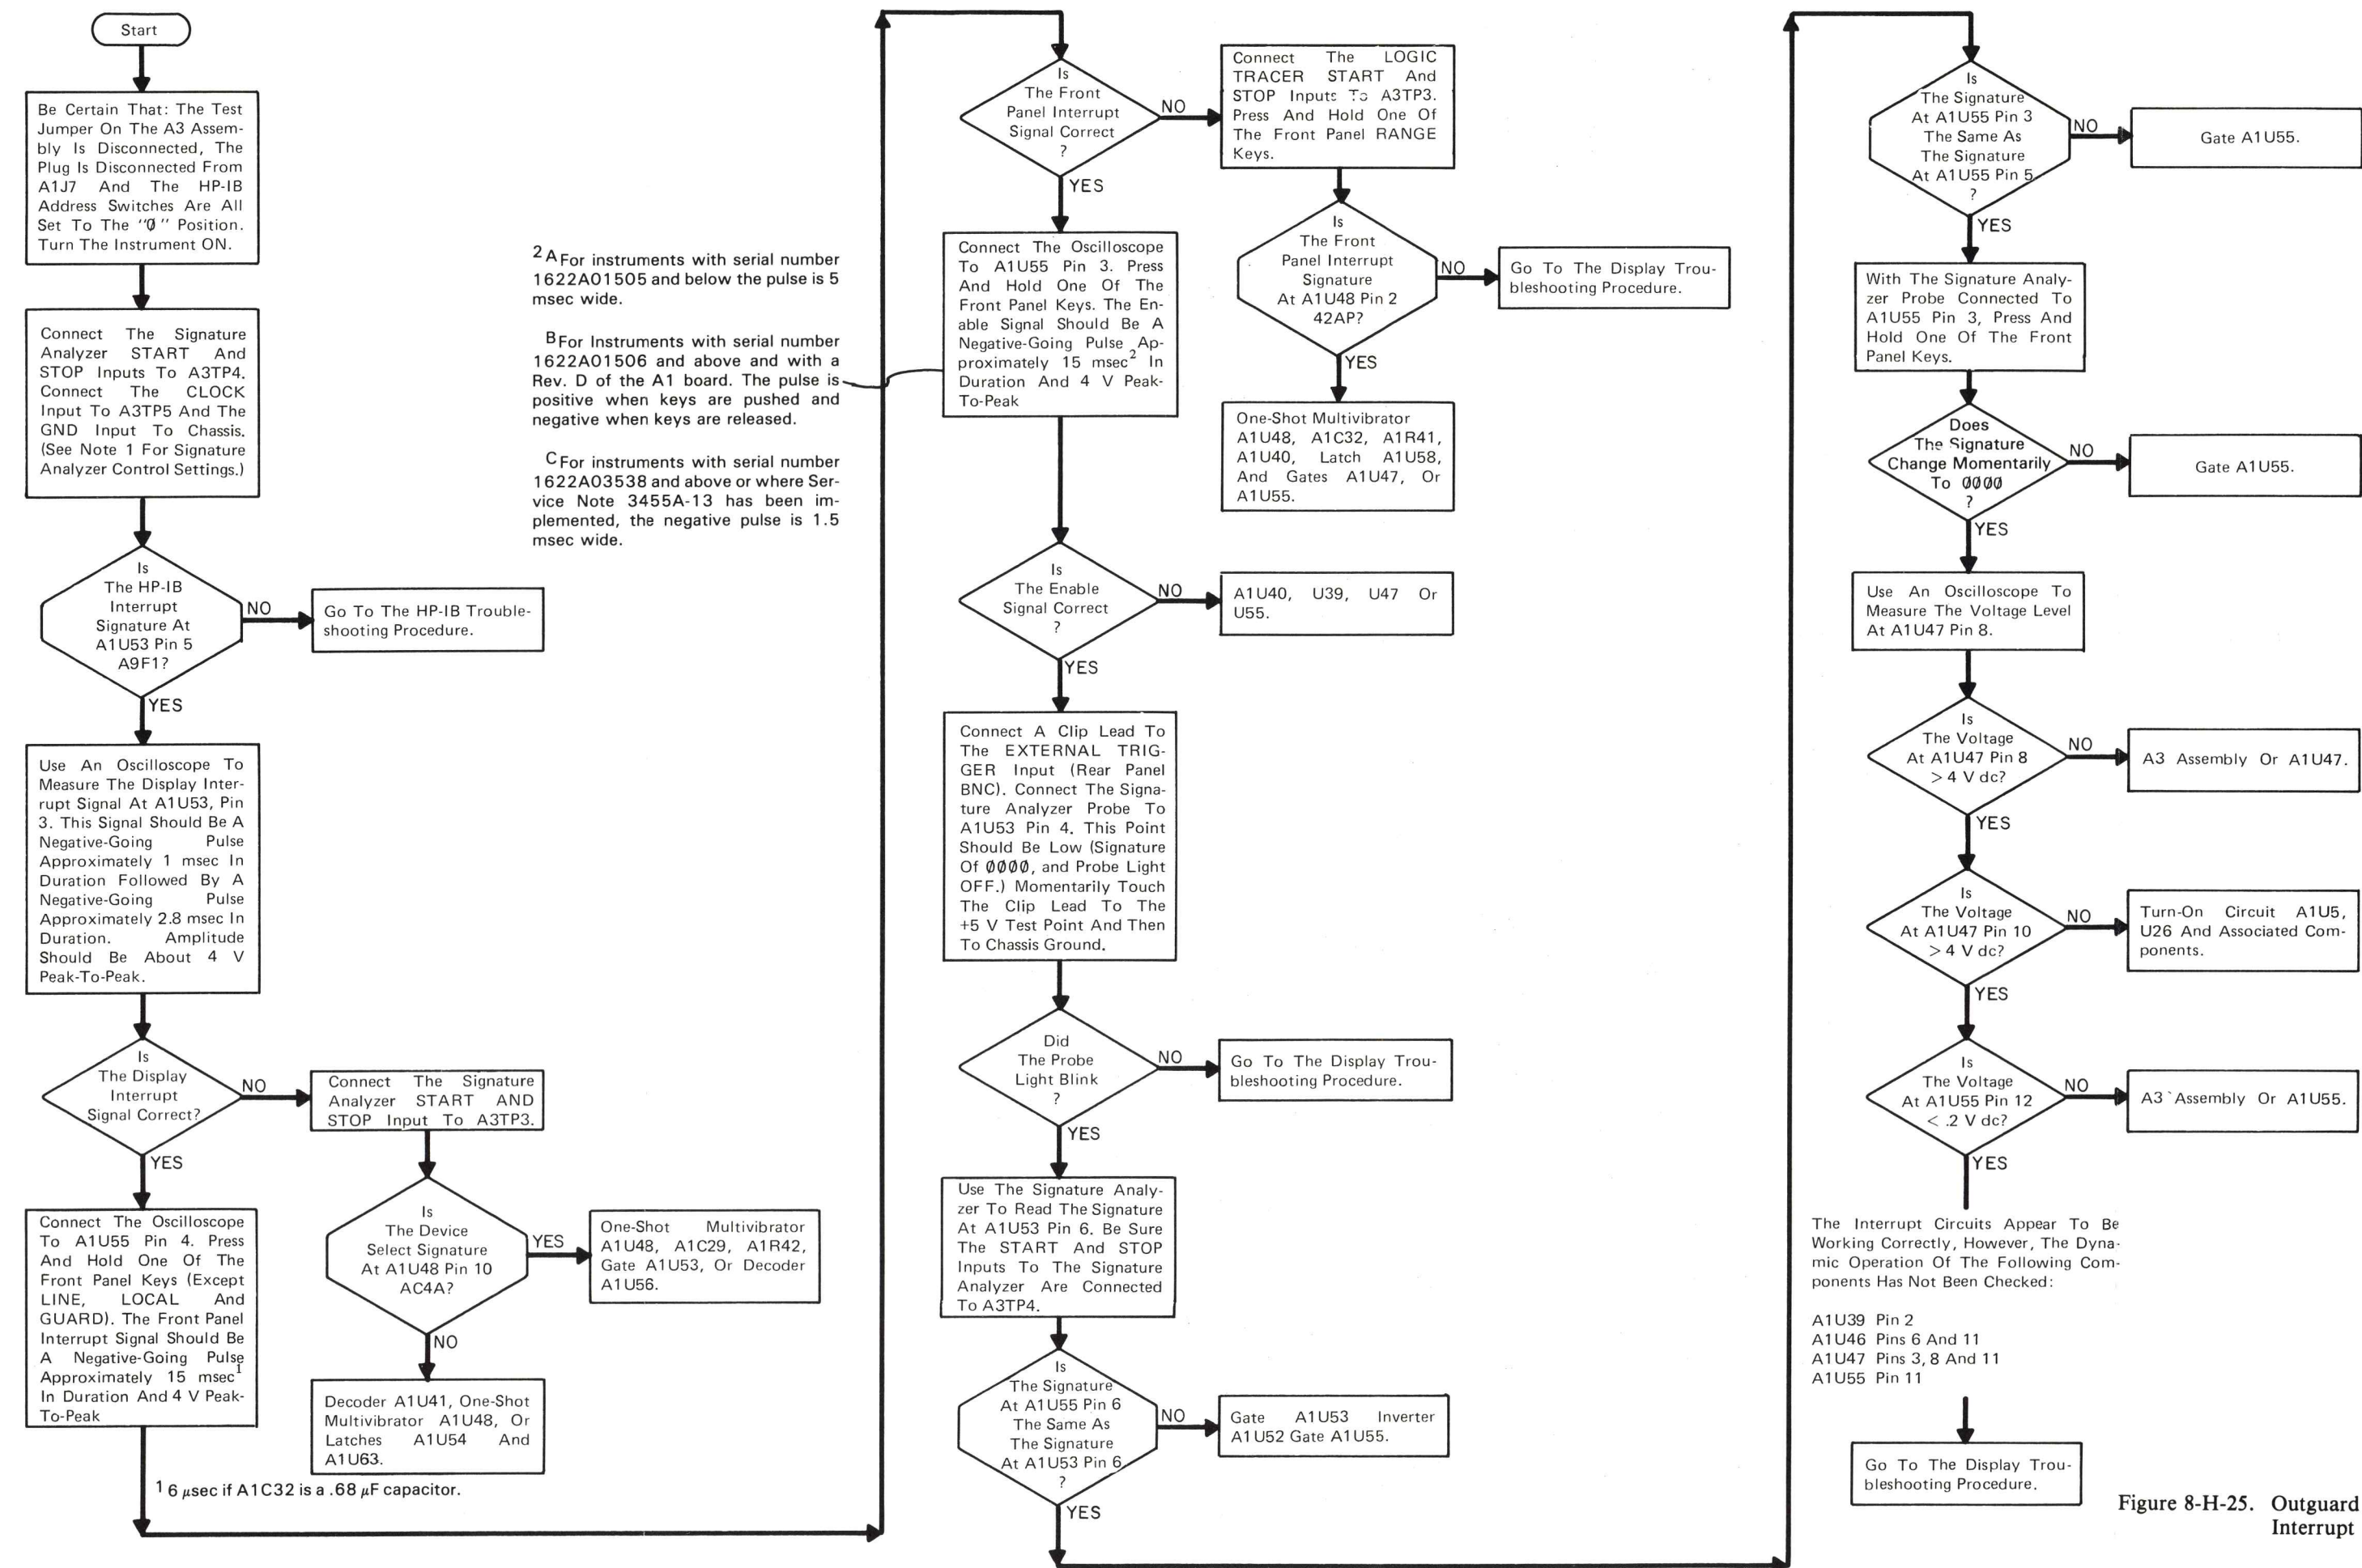 Start
Be Certain That: The Test
Jumper On The A3 Assem-
bly Is Disconnected, The
Plug Is Disconnected From
A1J7 And The HP-IB
Address Switches Are All
Set To The "Ø" Position.
Turn The Instrument ON.
Connect The Signature
Analyzer START And
STOP Inputs To A3TP4.
Connect The CLOCK
Input To A3TP5 And The
GND Input To Chassis.
(See Note 1 For Signature
Analyzer Control Settings.)
Is
The HP-IB
Interrupt
Signature At
A1U53 Pin 5
A9F1?
NO
Go To The HP-IB Trouble-
shooting Procedure.
YES
Use An Oscilloscope To
Measure The Display Inter-
rupt Signal At A1U53, Pin
3. This Signal Should Be A
Negative-Going Pulse
Approximately 1 msec In
Duration Followed By A
Negative-Going Pulse
Approximately 2.8 msec In
Duration. Amplitude
Should Be About 4 V
Peak-To-Peak.
Is
The Display
Interrupt
Signal Correct?
NO
Connect The Signature
Analyzer START AND
STOP Input To A3TP3.
Is
The Device
Select Signature
At A1U48 Pin 10
AC4A?
YES
One-Shot Multivibrator
A1U48, A1C29, A1R42,
Gate A1U53, Or Decoder
A1U56.
NO
Decoder A1U41, One-Shot
Multivibrator A1U48, Or
Latches A1U54 And
A1U63.
YES
Connect The Oscilloscope
To A1U55 Pin 4. Press
And Hold One Of The
Front Panel Keys (Except
LINE, LOCAL And
GUARD). The Front Panel
Interrupt Signal Should Be
A Negative-Going Pulse
Approximately 15 msec1
In Duration And 4 V Peak-
To-Peak
1 6 μsec if A1C32 is a .68 μF capacitor.
2 A For instruments with serial number
1622A01505 and below the pulse is 5
msec wide.
B For Instruments with serial number
1622A01506 and above and with a
Rev. D of the A1 board. The pulse is
positive when keys are pushed and
negative when keys are released.
C For instruments with serial number
1622A03538 and above or where Ser-
vice Note 3455A-13 has been im-
plemented, the negative pulse is 1.5
msec wide.
Is
The Front
Panel Interrupt
Signal Correct
?
NO
Connect The LOGIC
TRACER START And
STOP Inputs To A3TP3.
Press And Hold One Of
The Front Panel RANGE
Keys.
Is
The Front
Panel Interrupt
Signature
At A1U48 Pin 2
42AP?
NO
Go To The Display Trou-
bleshooting Procedure.
YES
One-Shot Multivibrator
A1U48, A1C32, A1R41,
A1U40, Latch A1U58,
And Gates A1U47, Or
A1U55.
YES
Connect The Oscilloscope
To A1U55 Pin 3. Press
And Hold One Of The
Front Panel Keys. The En-
able Signal Should Be A
Negative-Going Pulse Ap-
proximately 15 msec2 In
Duration And 4 V Peak-
To-Peak
Is
The Enable
Signal Correct
?
NO
A1U40, U39, U47 Or
U55.
YES
Connect A Clip Lead To
The EXTERNAL TRIG-
GER Input (Rear Panel
BNC). Connect The Signa-
ture Analyzer Probe To
A1U53 Pin 4. This Point
Should Be Low (Signature
Of ØØØØ, and Probe Light
OFF.) Momentarily Touch
The Clip Lead To The
+5 V Test Point And Then
To Chassis Ground.
Did
The Probe
Light Blink
?
NO
Go To The Display Trou-
bleshooting Procedure.
YES
Use The Signature Analy-
zer To Read The Signature
At A1U53 Pin 6. Be Sure
The START And STOP
Inputs To The Signature
Analyzer Are Connected
To A3TP4.
Is
The Signature
At A1U55 Pin 6
The Same As
The Signature
At A1U53 Pin 6
?
NO
Gate A1U53 Inverter
A1U52 Gate A1U55.
YES
Is
The Signature
At A1U55 Pin 3
The Same As
The Signature
At A1U55 Pin 5
?
NO
Gate A1U55.
YES
With The Signature Analy-
zer Probe Connected To
A1U55 Pin 3, Press And
Hold One Of The Front
Panel Keys.
Does
The Signature
Change Momentarily
To ØØØØ
?
NO
Gate A1U55.
YES
Use An Oscilloscope To
Measure The Voltage Level
At A1U47 Pin 8.
Is
The Voltage
At A1U47 Pin 8
> 4 V dc?
NO
A3 Assembly Or A1U47.
YES
Is
The Voltage
At A1U47 Pin 10
> 4 V dc?
NO
Turn-On Circuit A1U5,
U26 And Associated Com-
ponents.
YES
Is
The Voltage
At A1U55 Pin 12
< .2 V dc?
NO
A3 Assembly Or A1U55.
YES
The Interrupt Circuits Appear To Be
Working Correctly, However, The Dyna-
mic Operation Of The Following Com-
ponents Has Not Been Checked:
A1U39 Pin 2
A1U46 Pins 6 And 11
A1U47 Pins 3, 8 And 11
A1U55 Pin 11
Go To The Display Trou-
bleshooting Procedure.
Figure 8-H-25. Outguard
Interrupt